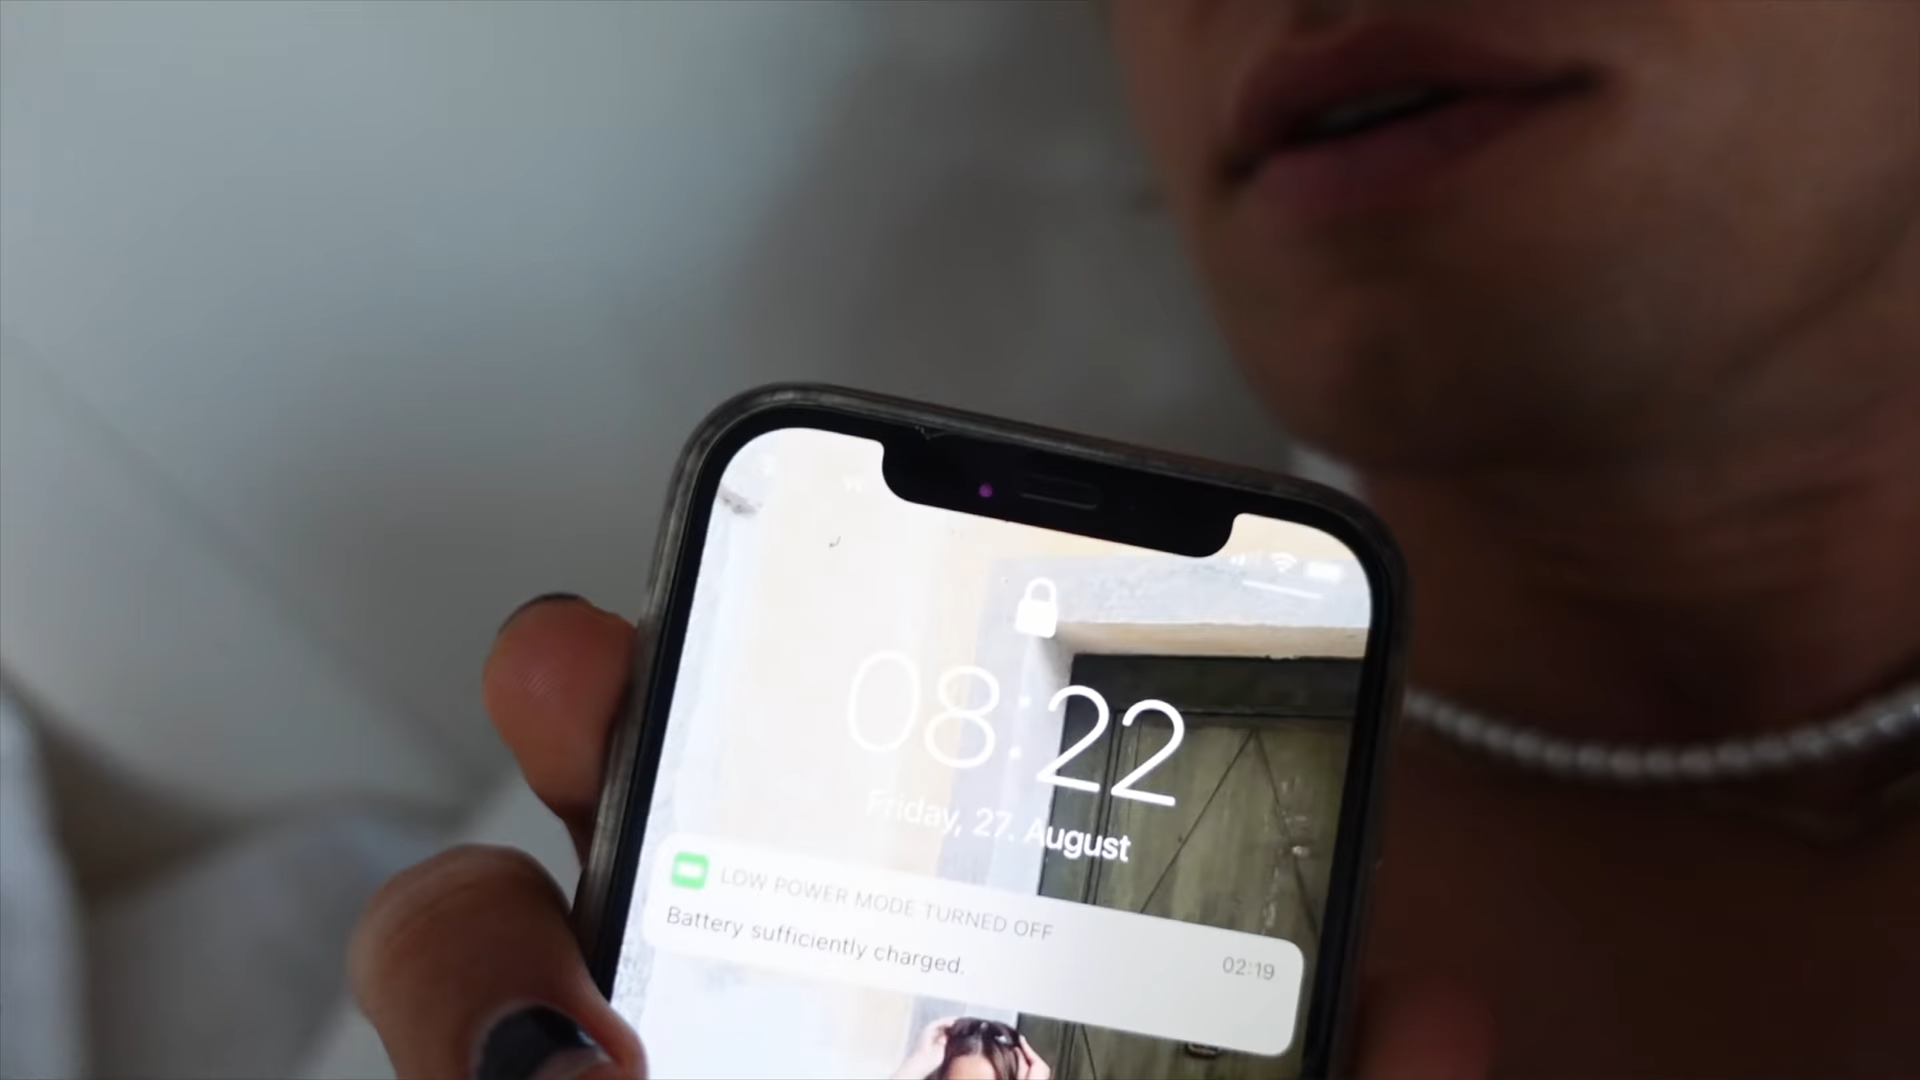 08:22
Friday, 27. August
LOW POWER MODE TURNED OFF
Battery sufficiently charged.
02:19